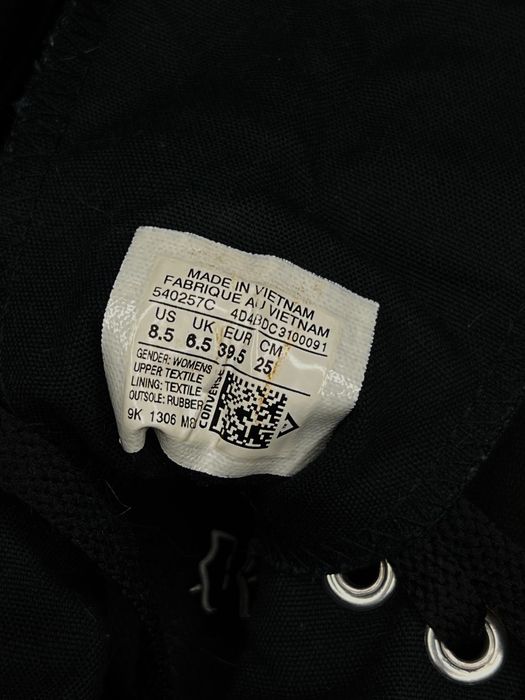 MADE IN VIETNAM
FABRIQUE AU VIETNAM
540257C 4D4BDC3100091
US UK EUR CM
8.5 6.5 39.5 25
GENDER: WOMENS
UPPER TEXTILE
LINING: TEXTILE
OUTSOLE: RUBBER
CONVERSE
9K 1306 M8